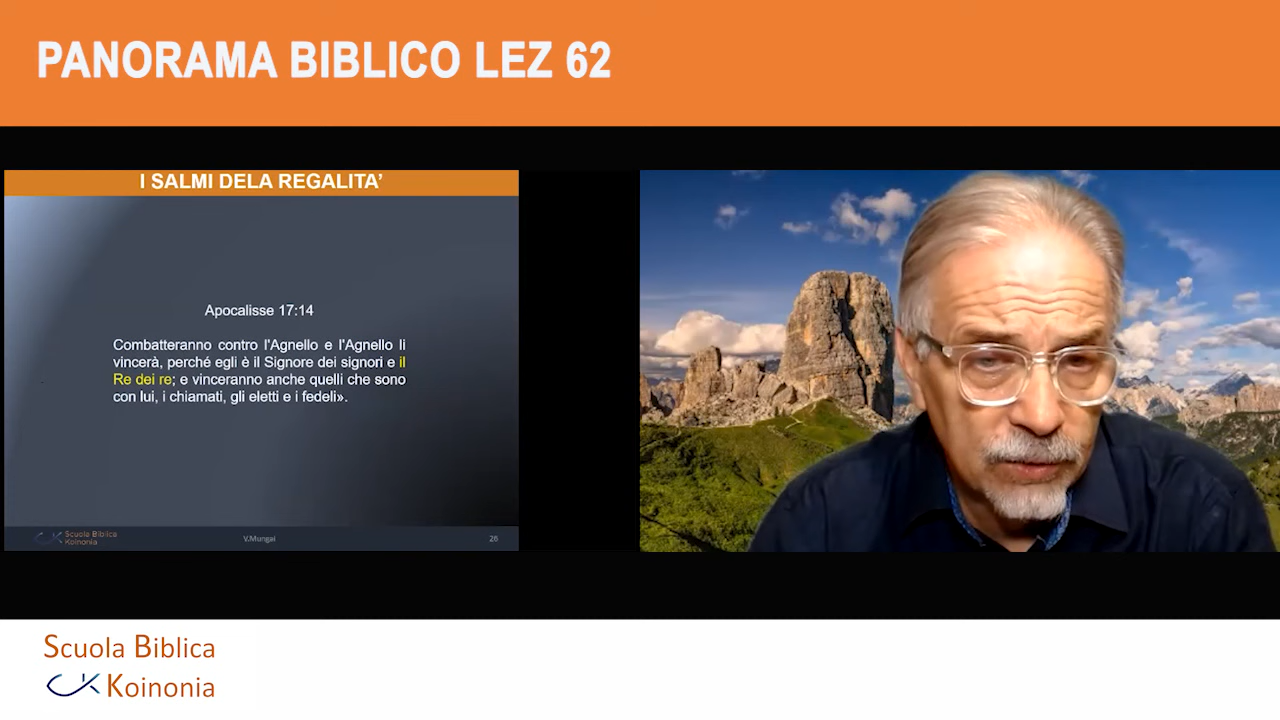 PANORAMA BIBLICO LEZ 62
I SALMI DELA REGALITA’
Apocalisse 17:14
Combatteranno contro l'Agnello e l'Agnello li
vincerà, perché egli è il Signore dei signori e il
Re dei re; e vinceranno anche quelli che sono
con lui, i chiamati, gli eletti e i fedeli».
Scuola Biblica
Koinonia
V.Mungai
26
Scuola Biblica
Koinonia